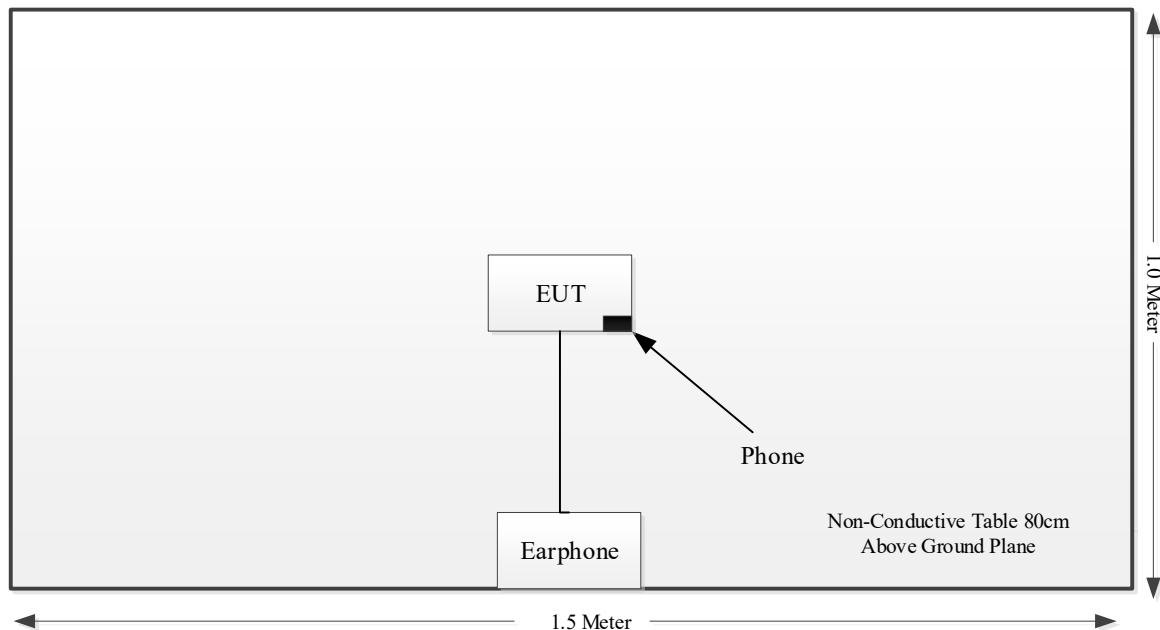 EUT
1.0 Meter
Phone
Non-Conductive Table 80cm
Above Ground Plane
Earphone
1.5 Meter